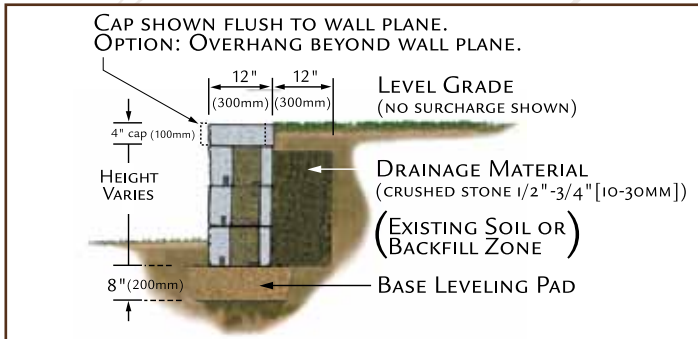 CAP SHOWN FLUSH TO WALL PLANE.
OPTION: OVERHANG BEYOND WALL PLANE.
12" 12"
(300mm) (300mm)
LEVEL GRADE
(NO SURCHARGE SHOWN)
4" cap (100mm)
HEIGHT
VARIES
DRAINAGE MATERIAL
(CRUSHED STONE 1/2"-3/4"[10-30MM])
(EXISTING SOIL OR
BACKFILL ZONE)
8"(200mm)
BASE LEVELING PAD